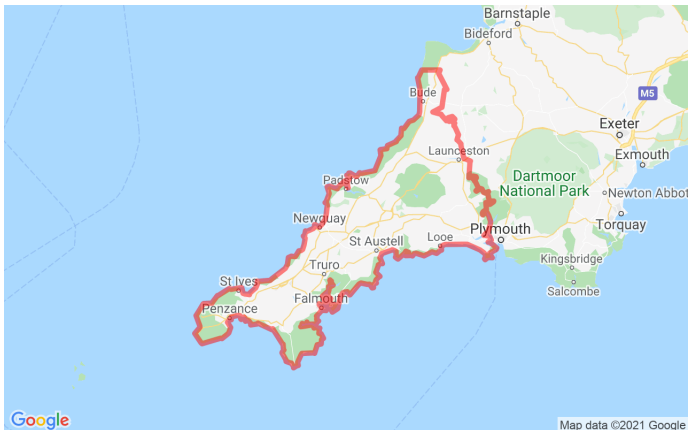 Barnstaple
Bideford
Bude
M5
Exeter
Launceston
Exmouth
Dartmoor
National Park
Padstow
Newton Abbot
Newquay
Torquay
Plymouth
Looe
St Austell
Kingsbridge
Truro
St Ives
Salcombe
Falmouth
Penzance
Google
Map data ©2021 Google